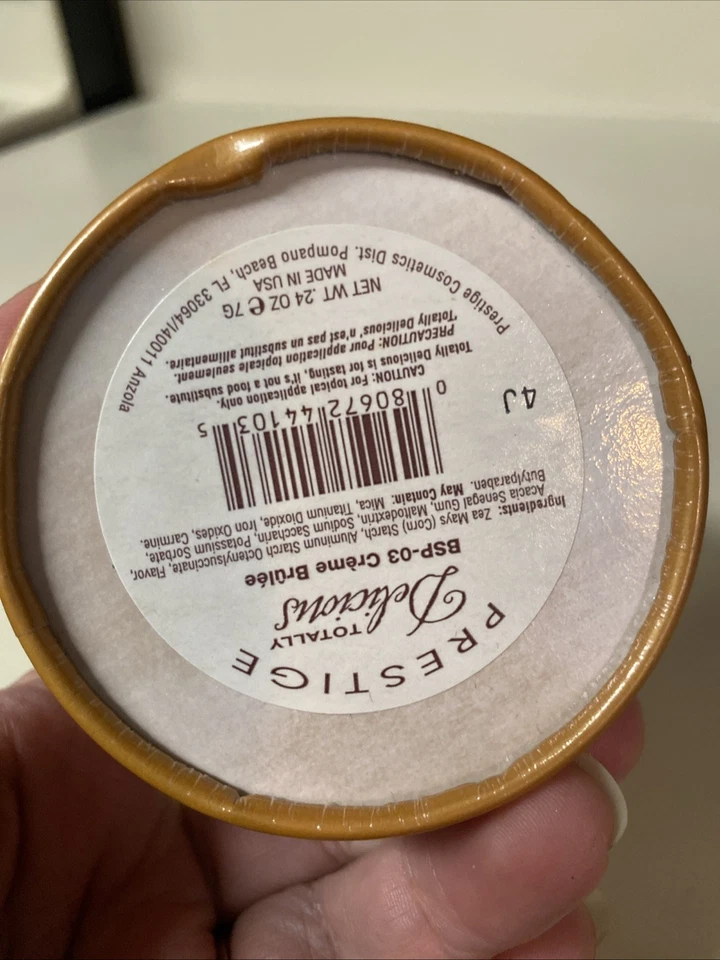 PRESTIGE
TOTALLY
Delicious
BSP-03 Crème Brûlée
Ingredients: Zea Mays (Corn) Starch, Aluminum Starch Octenylsuccinate, Flavor,
Acacia Senegal Gum, Maltodextrin, Sodium Saccharin, Potassium Sorbate,
Butylparaben. May Contain: Mica, Titanium Dioxide, Iron Oxides, Carmine.
4J
0 80672 44103 5
CAUTION: For topical application only.
Totally Delicious is for tasting, it's not a food substitute.
PRECAUTION: Pour application topicale seulement.
Totally Delicious' n'est pas un substitut alimentaire.
NET WT. .24 OZ e 7G
MADE IN USA
Prestige Cosmetics Dist. Pompano Beach, FL 33064/I40011 Anzola